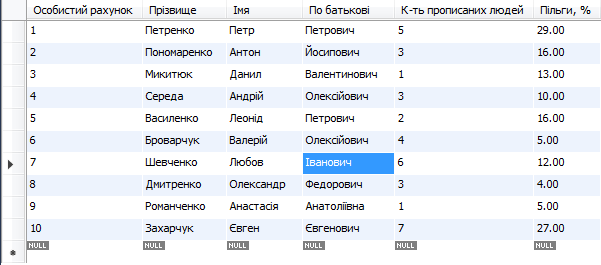 Особистий рахунок Прізвище Імя По батькові К-ть прописаних людей Пільги, %
1 Петренко Петр Петрович 5 29.00
2 Пономаренко Антон Йосипович 3 16.00
3 Микитюк Данил Валентинович 1 13.00
4 Середа Андрій Олексійович 3 10.00
5 Василенко Леонід Петрович 2 16.00
6 Броварчук Валерій Олексійович 4 5.00
7 Шевченко Любов Іванович 6 12.00
8 Дмитренко Олександр Федорович 3 4.00
9 Романченко Анастасія Анатоліївна 1 5.00
10 Захарчук Євген Євгенович 7 27.00
NULL NULL NULL NULL NULL NULL